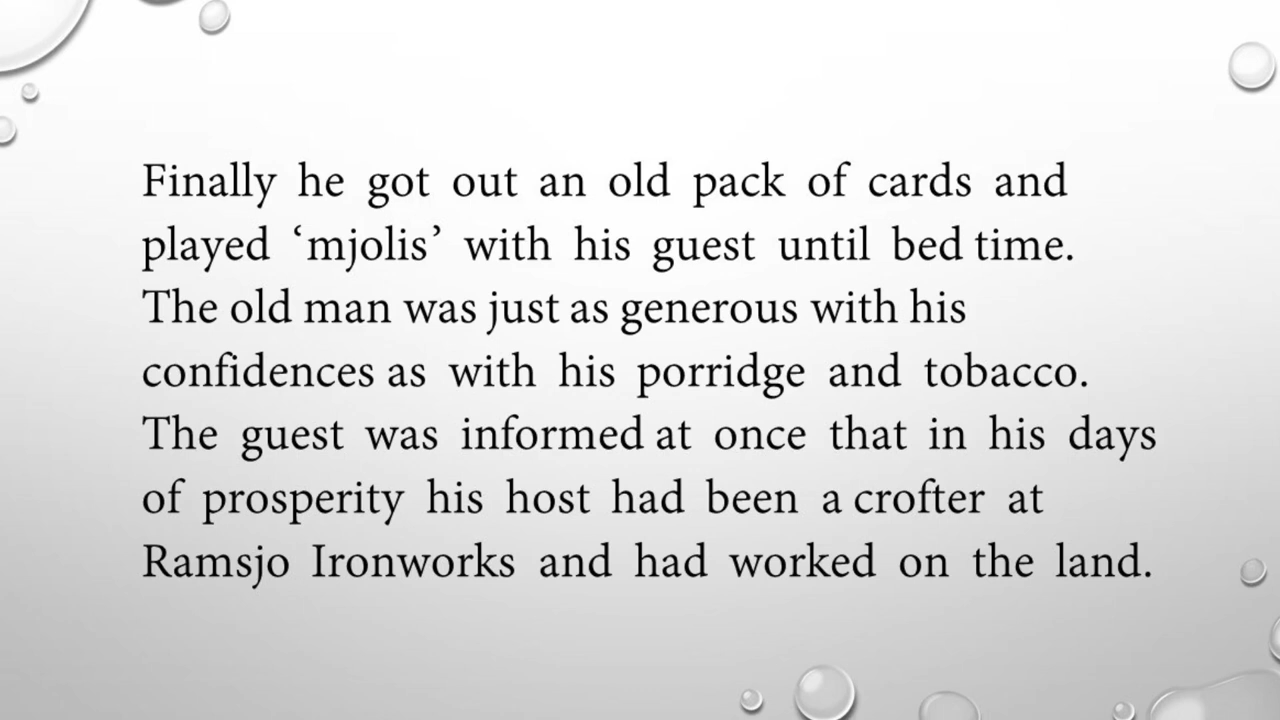 Finally he got out an old pack of cards and
played ‘mjolis’ with his guest until bed time.
The old man was just as generous with his
confidences as with his porridge and tobacco.
The guest was informed at once that in his days
of prosperity his host had been a crofter at
Ramsjo Ironworks and had worked on the land.